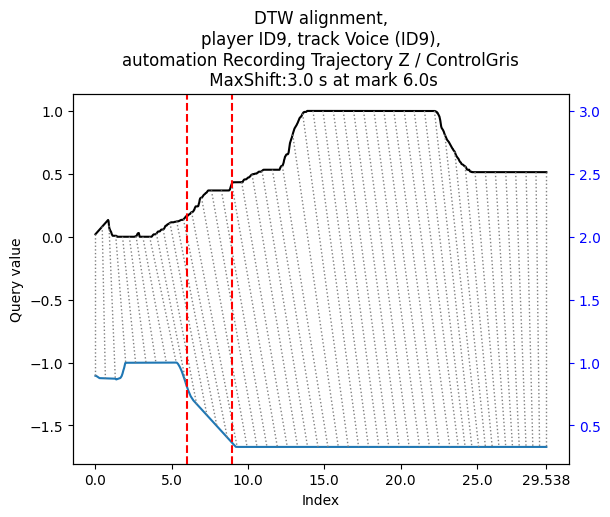 DTW alignment,
player ID9, track Voice (ID9),
automation Recording Trajectory Z / ControlGris
MaxShift:3.0 s at mark 6.0s
1.0
0.5
0.0
−0.5
−1.0
−1.5
Query value
3.0
2.5
2.0
1.5
1.0
0.5
0.0 5.0 10.0 15.0 20.0 25.0 29.538
Index